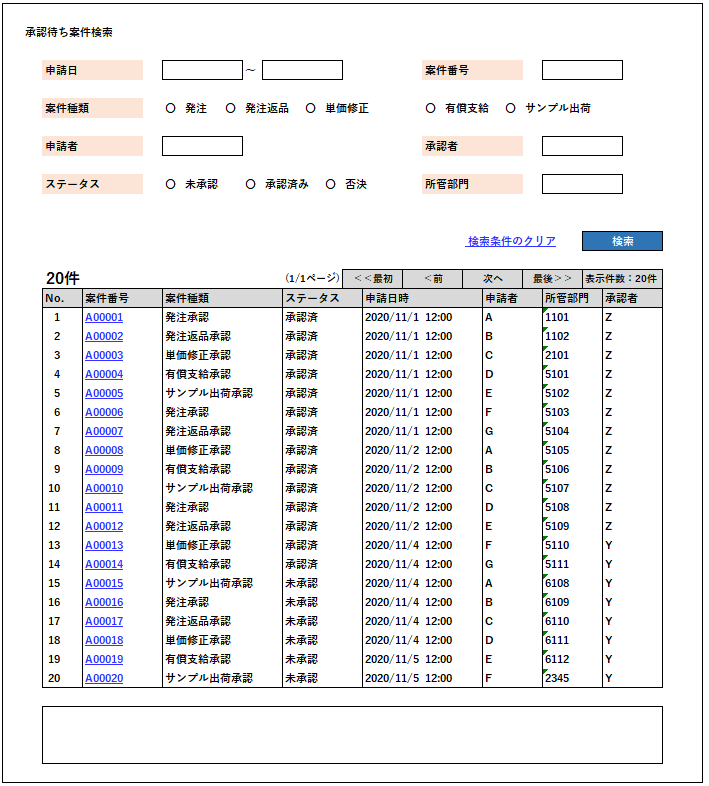 承認待ち案件検索
申請日 ～ 案件番号
案件種類 ○ 発注 ○ 発注返品 ○ 単価修正 ○ 有償支給 ○ サンプル出荷
申請者 承認者
ステータス ○ 未承認 ○ 承認済み ○ 否決 所管部門
検索条件のクリア 検索
20件 (1/1ページ) <<最初 <前 次へ 最後>> 表示件数：20件
No. 案件番号 案件種類 ステータス 申請日時 申請者 所管部門 承認者
1 A00001 発注承認 承認済 2020/11/1 12:00 A 1101 Z
2 A00002 発注返品承認 承認済 2020/11/1 12:00 B 1102 Z
3 A00003 単価修正承認 承認済 2020/11/1 12:00 C 2101 Z
4 A00004 有償支給承認 承認済 2020/11/1 12:00 D 5101 Z
5 A00005 サンプル出荷承認 承認済 2020/11/1 12:00 E 5102 Z
6 A00006 発注承認 承認済 2020/11/1 12:00 F 5103 Z
7 A00007 発注返品承認 承認済 2020/11/1 12:00 G 5104 Z
8 A00008 単価修正承認 承認済 2020/11/2 12:00 A 5105 Z
9 A00009 有償支給承認 承認済 2020/11/2 12:00 B 5106 Z
10 A00010 サンプル出荷承認 承認済 2020/11/2 12:00 C 5107 Z
11 A00011 発注承認 承認済 2020/11/2 12:00 D 5108 Z
12 A00012 発注返品承認 承認済 2020/11/2 12:00 E 5109 Z
13 A00013 単価修正承認 承認済 2020/11/4 12:00 F 5110 Y
14 A00014 有償支給承認 承認済 2020/11/4 12:00 G 5111 Y
15 A00015 サンプル出荷承認 未承認 2020/11/4 12:00 A 6108 Y
16 A00016 発注承認 未承認 2020/11/4 12:00 B 6109 Y
17 A00017 発注返品承認 未承認 2020/11/4 12:00 C 6110 Y
18 A00018 単価修正承認 未承認 2020/11/4 12:00 D 6111 Y
19 A00019 有償支給承認 未承認 2020/11/5 12:00 E 6112 Y
20 A00020 サンプル出荷承認 未承認 2020/11/5 12:00 F 2345 Y